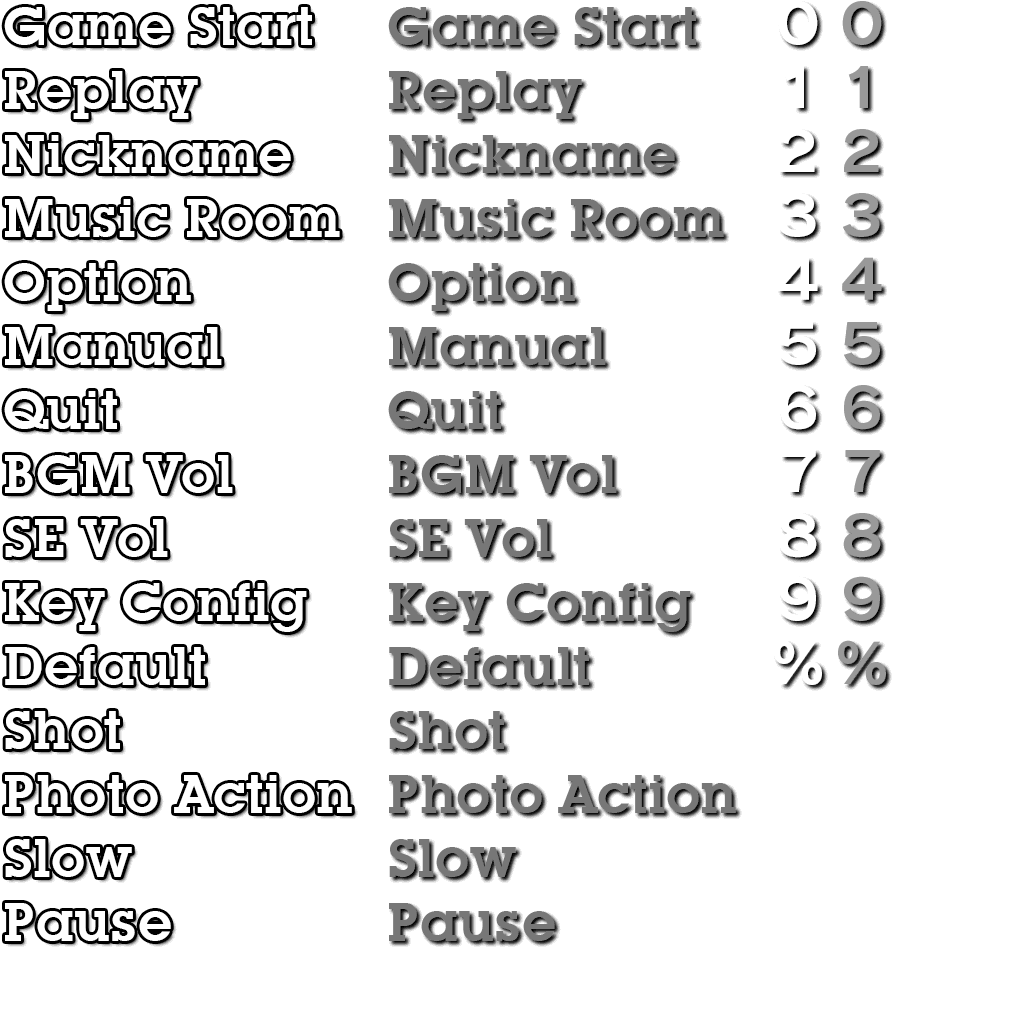 Game Start Game Start 0 0
Replay Replay 1 1
Nickname Nickname 2 2
Music Room Music Room 3 3
Option Option 4 4
Manual Manual 5 5
Quit Quit 6 6
BGM Vol BGM Vol 7 7
SE Vol SE Vol 8 8
Key Config Key Config 9 9
Default Default % %
Shot Shot
Photo Action Photo Action
Slow Slow
Pause Pause